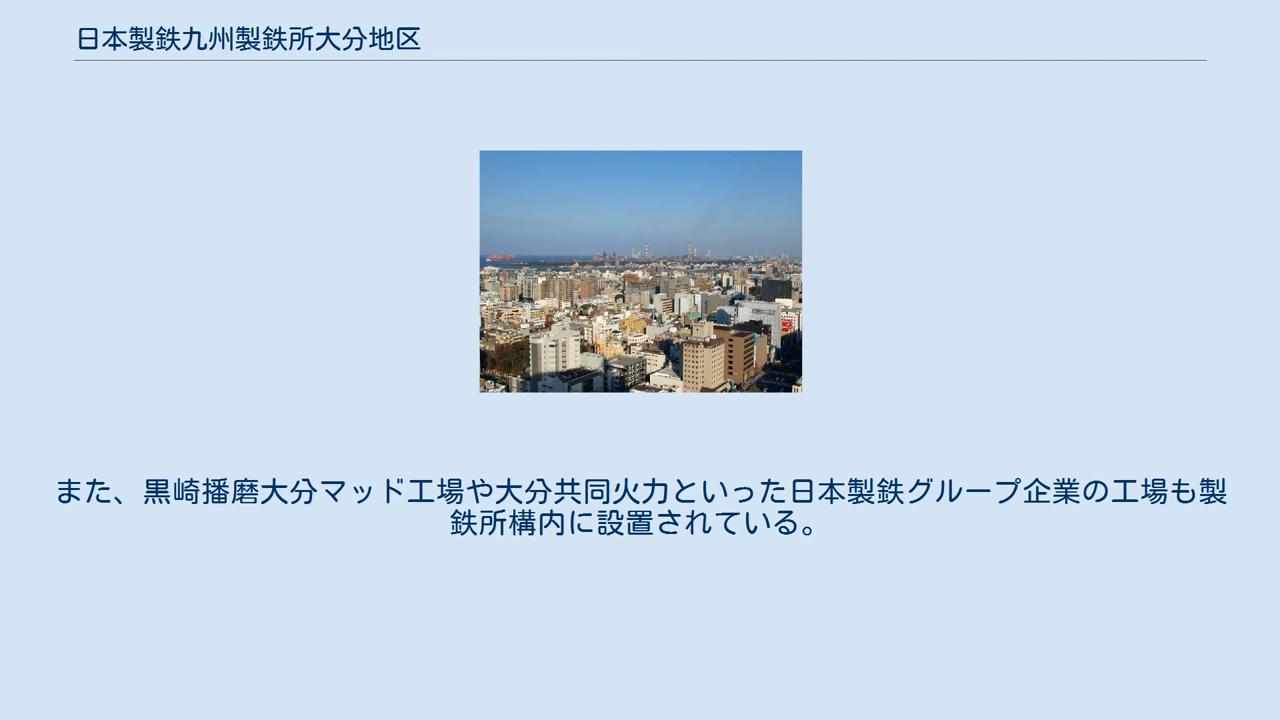 日本製鉄九州製鉄所大分地区
また、黒崎播磨大分マッド工場や大分共同火力といった日本製鉄グループ企業の工場も製
鉄所構内に設置されている。